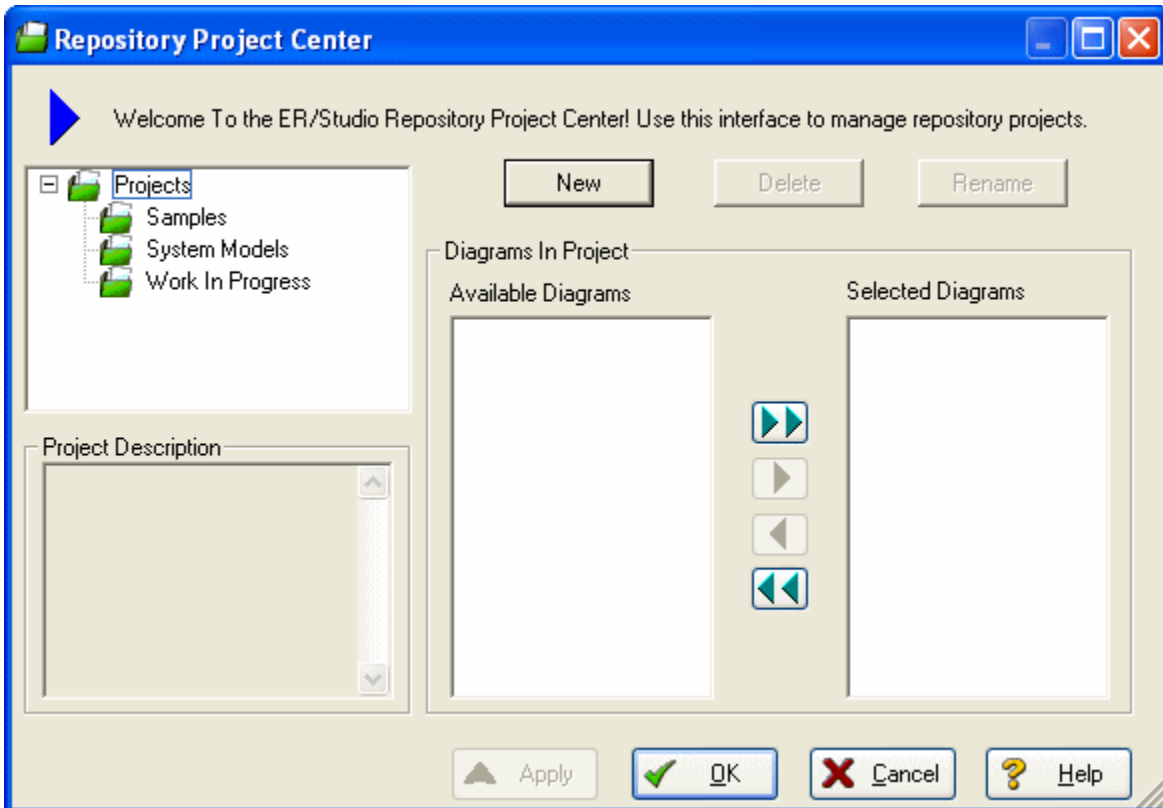 Repository Project Center
Welcome To the ER/Studio Repository Project Center! Use this interface to manage repository projects.
Projects
Samples
System Models
Work In Progress
New
Delete
Rename
Diagrams In Project
Available Diagrams
Selected Diagrams
Project Description
Apply
OK
Cancel
Help